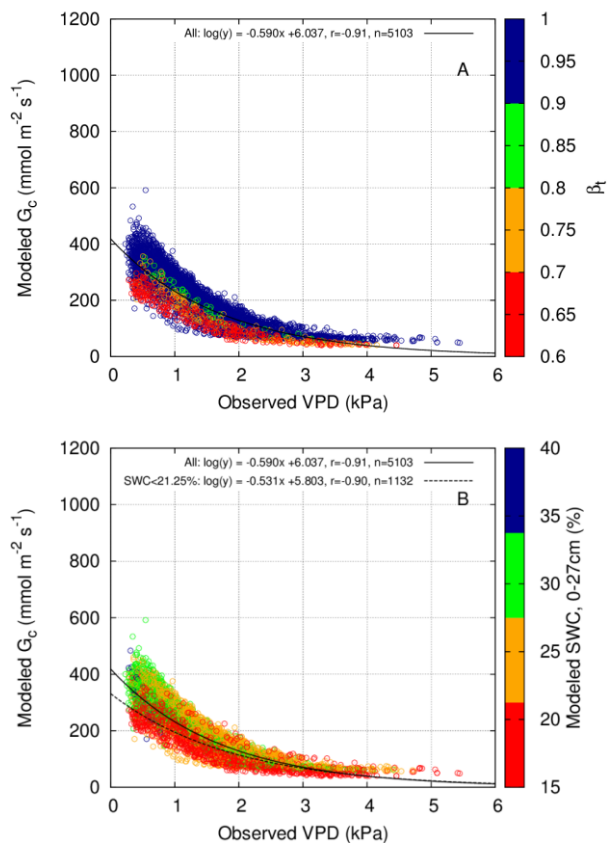 All: log(y) = -0.590x +6.037, r=-0.91, n=5103
A
1200
1000
800
600
400
200
0
Modeled Gc (mmol m-2 s-1)
0 1 2 3 4 5 6
Observed VPD (kPa)
1
0.95
0.9
0.85
0.8
0.75
0.7
0.65
0.6
βt
All: log(y) = -0.590x +6.037, r=-0.91, n=5103
SWC<21.25%: log(y) = -0.531x +5.803, r=-0.90, n=1132
B
1200
1000
800
600
400
200
0
Modeled Gc (mmol m-2 s-1)
0 1 2 3 4 5 6
Observed VPD (kPa)
40
35
30
25
20
15
Modeled SWC, 0-27cm (%)